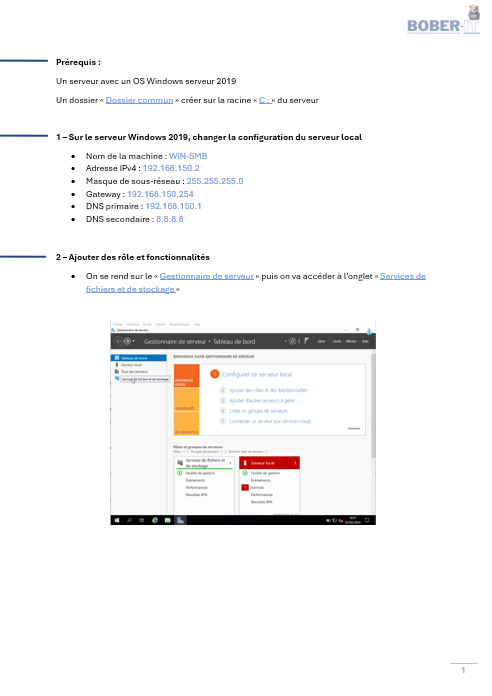 BOBER-IT
Prérequis :
Un serveur avec un OS Windows serveur 2019
Un dossier « Dossier commun » créer sur la racine « C : » du serveur
1 – Sur le serveur Windows 2019, changer la configuration du serveur local
• Nom de la machine : WIN-SMB
• Adresse IPv4 : 192.168.150.2
• Masque de sous-réseau : 255.255.255.0
• Gateway : 192.168.150.254
• DNS primaire : 192.168.150.1
• DNS secondaire : 8.8.8.8
2 – Ajouter des rôle et fonctionnalités
• On se rend sur le « Gestionnaire de serveur » puis on va accéder à l'onglet « Services de
fichiers et de stockage »
Gestionnaire de serveur
Gestionnaire de serveur • Tableau de bord
Gérer Outils Afficher Aide
Tableau de bord
Serveur local
Tous les serveurs
Services de fichiers et de stockage
BIENVENUE DANS GESTIONNAIRE DE SERVEUR
1 Configurer ce serveur local
2 Ajouter des rôles et des fonctionnalités
3 Ajouter d'autres serveurs à gérer
4 Créer un groupe de serveurs
5 Connecter ce serveur aux services cloud
Masquer
Rôles et groupes de serveurs
Services de fichiers et
de stockage 1
Facilité de gestion
Événements
Performances
Résultats BPA
Serveur local 1
Facilité de gestion
Événements
Services
Performances
Résultats BPA
1